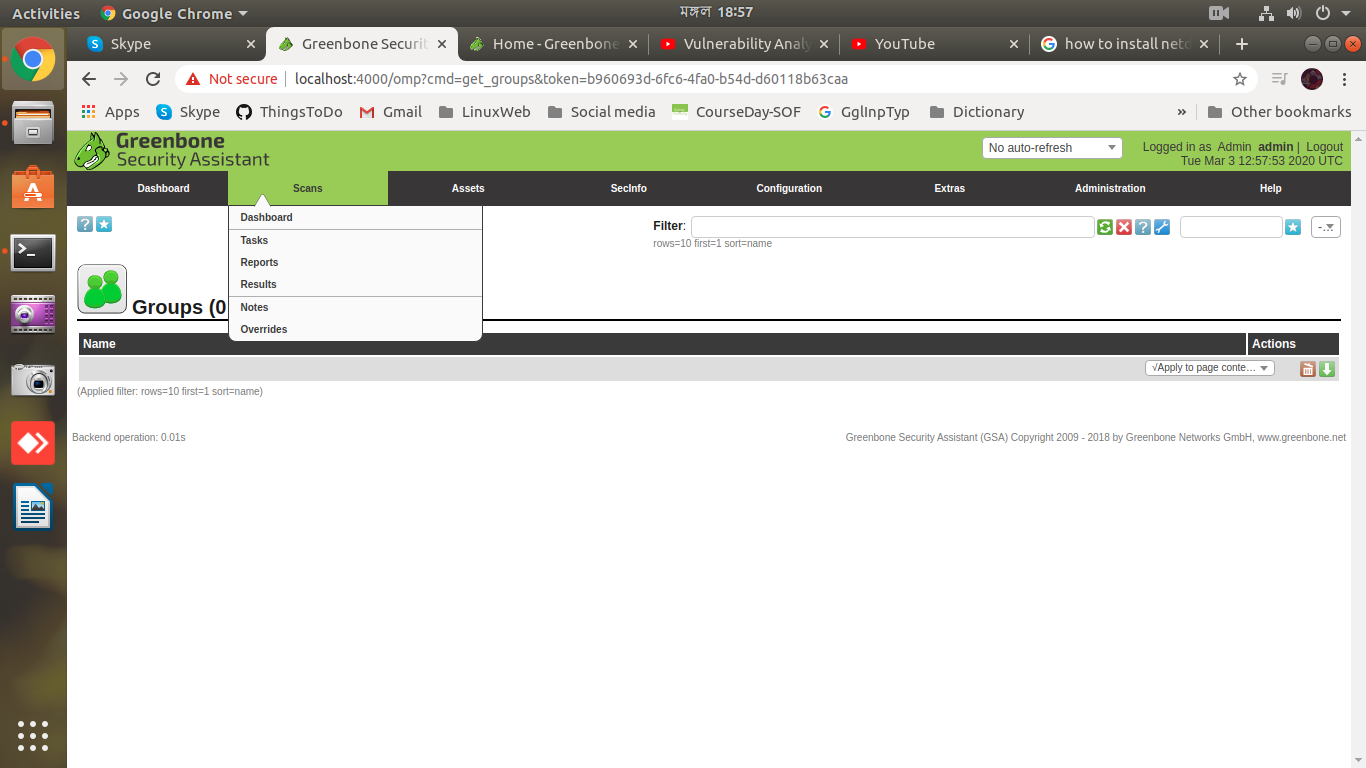 Activities Google Chrome মঙ্গল 18:57
Skype Greenbone Securit Home - Greenbone Vulnerability Anal YouTube how to install netd
Not secure localhost:4000/omp?cmd=get_groups&token=b960693d-6fc6-4fa0-b54d-d60118b63caa
Apps Skype ThingsToDo Gmail LinuxWeb Social media CourseDay-SOF GglInpTyp Dictionary » Other bookmarks
Greenbone
Security Assistant
No auto-refresh
Logged in as Admin admin | Logout
Tue Mar 3 12:57:53 2020 UTC
Dashboard Scans Assets SecInfo Configuration Extras Administration Help
Dashboard
Tasks
Reports
Results
Notes
Overrides
Filter:
rows=10 first=1 sort=name
-..
Groups (0
Name Actions
√Apply to page conte...
(Applied filter: rows=10 first=1 sort=name)
Backend operation: 0.01s
Greenbone Security Assistant (GSA) Copyright 2009 - 2018 by Greenbone Networks GmbH, www.greenbone.net